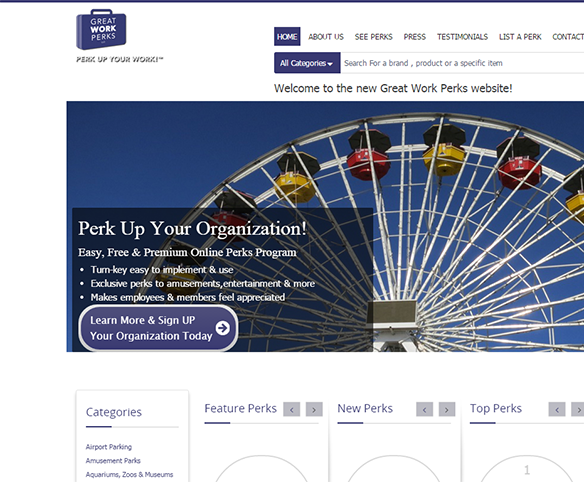 GREAT
WORK
PERKS
PERK UP YOUR WORK!™
HOME ABOUT US SEE PERKS PRESS TESTIMONIALS LIST A PERK CONTACT
All Categories Search For a brand , product or a specific item
Welcome to the new Great Work Perks website!
Perk Up Your Organization!
Easy, Free & Premium Online Perks Program
• Turn-key easy to implement & use
• Exclusive perks to amusements,entertainment & more
• Makes employees & members feel appreciated
Learn More & Sign UP
Your Organization Today
Categories
Airport Parking
Amusement Parks
Aquariums, Zoos & Museums
Feature Perks ‹ ›
New Perks ‹ ›
Top Perks ‹ ›
1